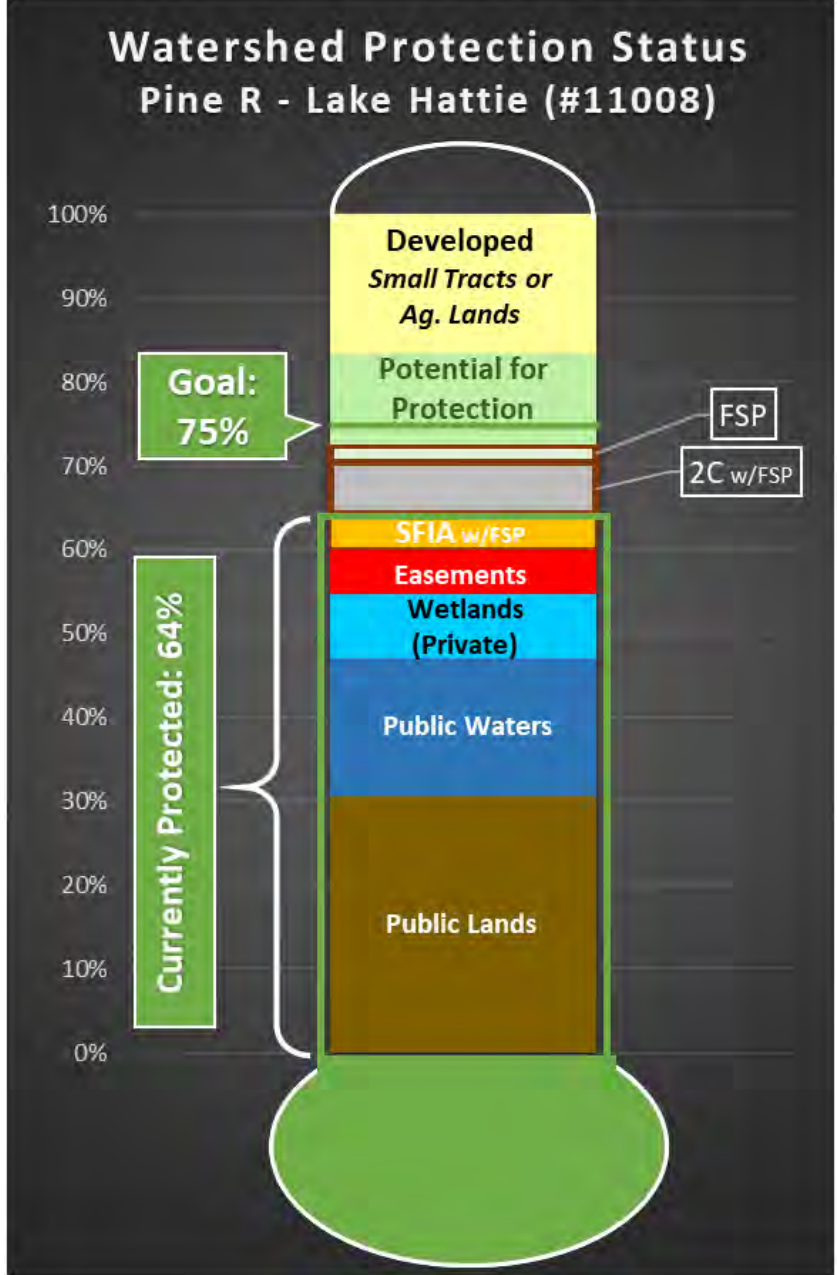 Watershed Protection Status
Pine R - Lake Hattie (#11008)
100%
90%
80%
70%
60%
50%
40%
30%
20%
10%
0%
Developed
Small Tracts or
Ag. Lands
Potential for
Protection
Goal:
75%
FSP
2C w/FSP
SFIA w/FSP
Easements
Wetlands
(Private)
Public Waters
Public Lands
Currently Protected: 64%